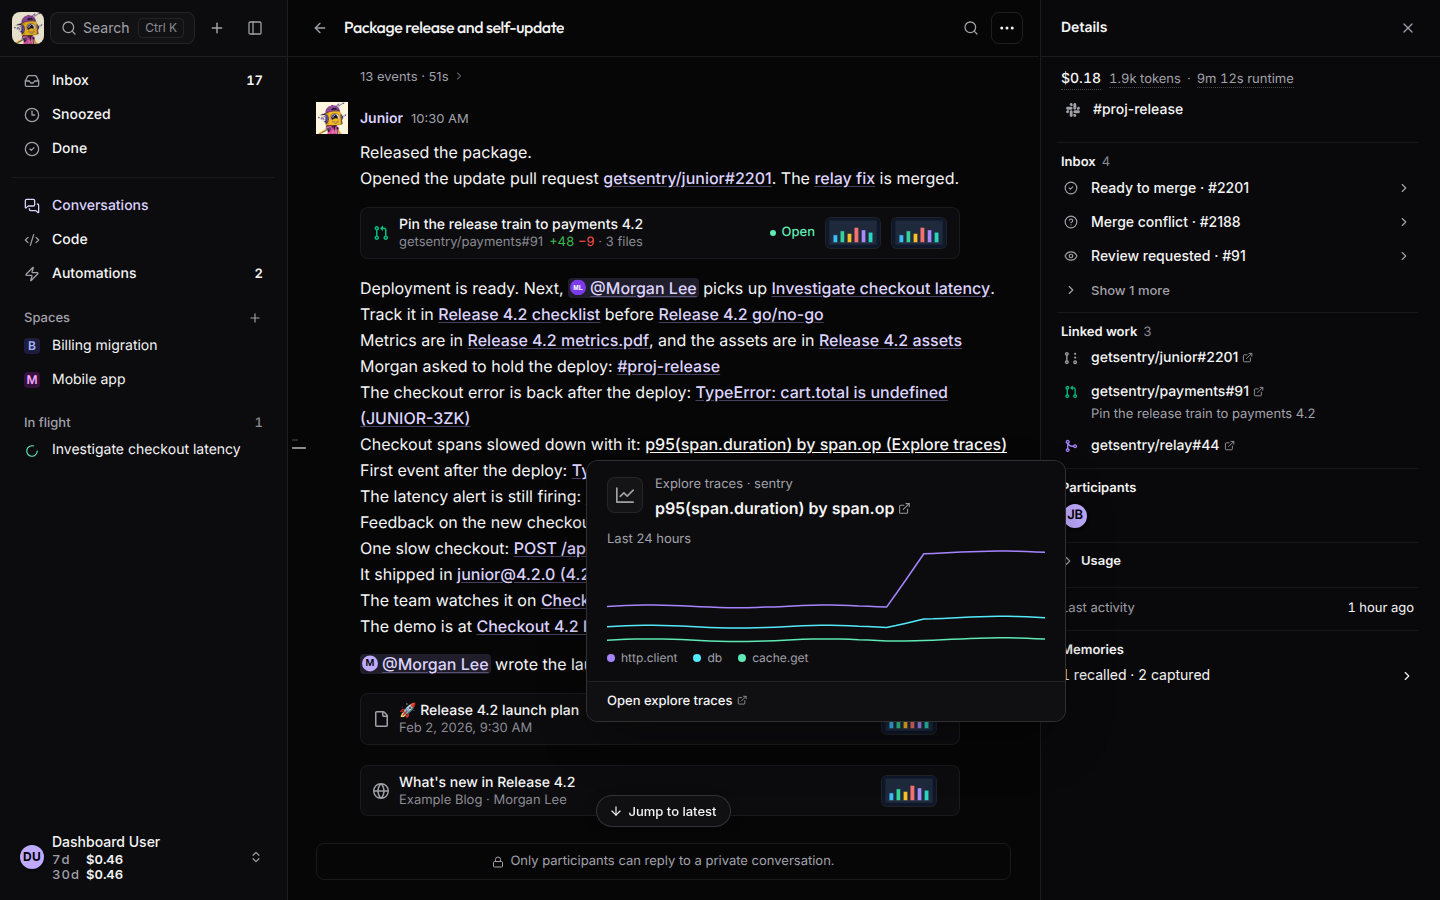 Search Ctrl K
Inbox 17
Snoozed
Done
Conversations
Code
Automations 2
Spaces
B Billing migration
M Mobile app
In flight 1
Investigate checkout latency
DU Dashboard User
7d $0.46
30d $0.46
Package release and self-update
13 events · 51s
Junior 10:30 AM
Released the package.
Opened the update pull request getsentry/junior#2201. The relay fix is merged.
Pin the release train to payments 4.2
getsentry/payments#91 +48 −9 · 3 files
Open
Deployment is ready. Next, ML @Morgan Lee picks up Investigate checkout latency.
Track it in Release 4.2 checklist before Release 4.2 go/no-go
Metrics are in Release 4.2 metrics.pdf, and the assets are in Release 4.2 assets
Morgan asked to hold the deploy: #proj-release
The checkout error is back after the deploy: TypeError: cart.total is undefined
(JUNIOR-3ZK)
Checkout spans slowed down with it: p95(span.duration) by span.op (Explore traces)
First event after the deploy:
The latency alert is still firing:
Feedback on the new
One slow checkout: POST
It shipped in junior@4.2.0
The team watches it on
The demo is at Checkout 4.2
M @Morgan Lee wrote the
🚀 Release 4.2 launch plan
Feb 2, 2026, 9:30 AM
What's new in Release 4.2
Example Blog · Morgan Lee
Explore traces · sentry
p95(span.duration) by span.op
Last 24 hours
http.client db cache.get
Open explore traces
Jump to latest
Only participants can reply to a private conversation.
Details
$0.18 1.9k tokens · 9m 12s runtime
#proj-release
Inbox 4
Ready to merge · #2201
Merge conflict · #2188
Review requested · #91
Show 1 more
Linked work 3
getsentry/junior#2201
getsentry/payments#91
Pin the release train to payments 4.2
getsentry/relay#44
Participants
JB
Usage
Last activity 1 hour ago
Memories
1 recalled · 2 captured